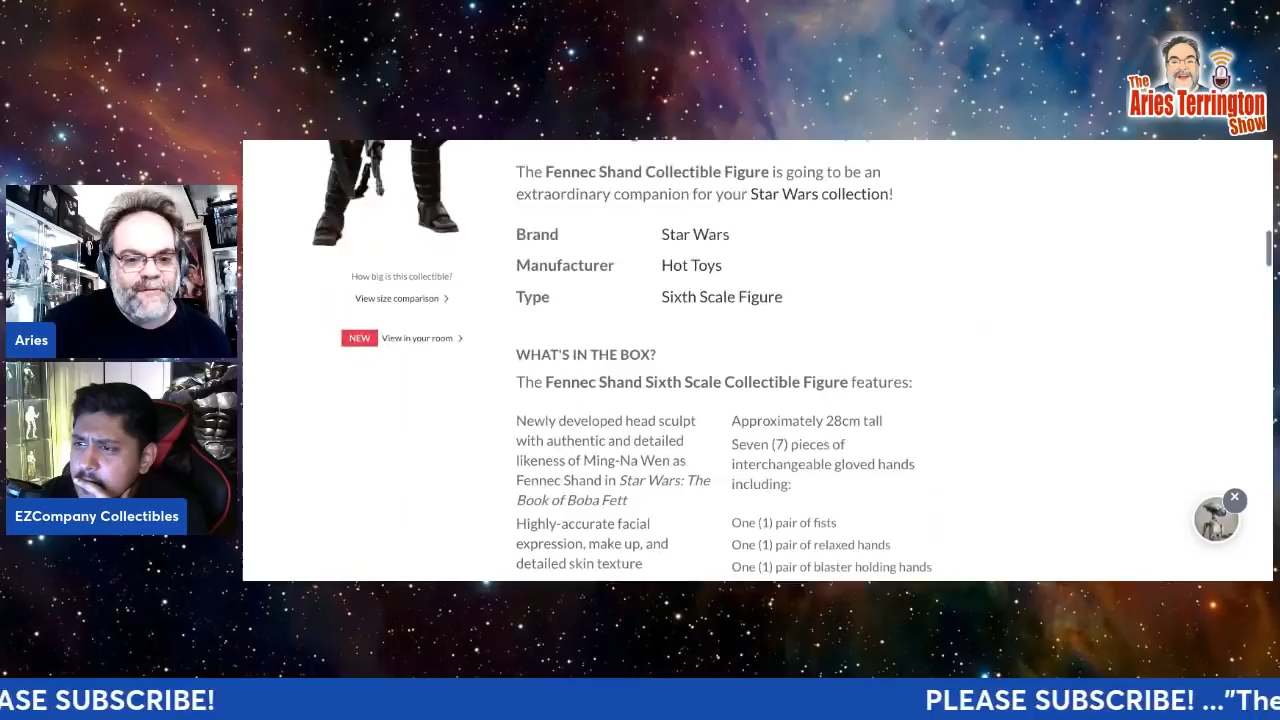 The
Aries Terrington
Show
The Fennec Shand Collectible Figure is going to be an
extraordinary companion for your Star Wars collection!
Brand Star Wars
Manufacturer Hot Toys
Type Sixth Scale Figure
How big is this collectible?
View size comparison
NEW View in your room
WHAT'S IN THE BOX?
The Fennec Shand Sixth Scale Collectible Figure features:
Newly developed head sculpt
with authentic and detailed
likeness of Ming-Na Wen as
Fennec Shand in Star Wars: The
Book of Boba Fett
Highly-accurate facial
expression, make up, and
detailed skin texture
Approximately 28cm tall
Seven (7) pieces of
interchangeable gloved hands
including:
One (1) pair of fists
One (1) pair of relaxed hands
One (1) pair of blaster holding hands
Aries
EZCompany Collectibles
ASE SUBSCRIBE! PLEASE SUBSCRIBE! ..."The